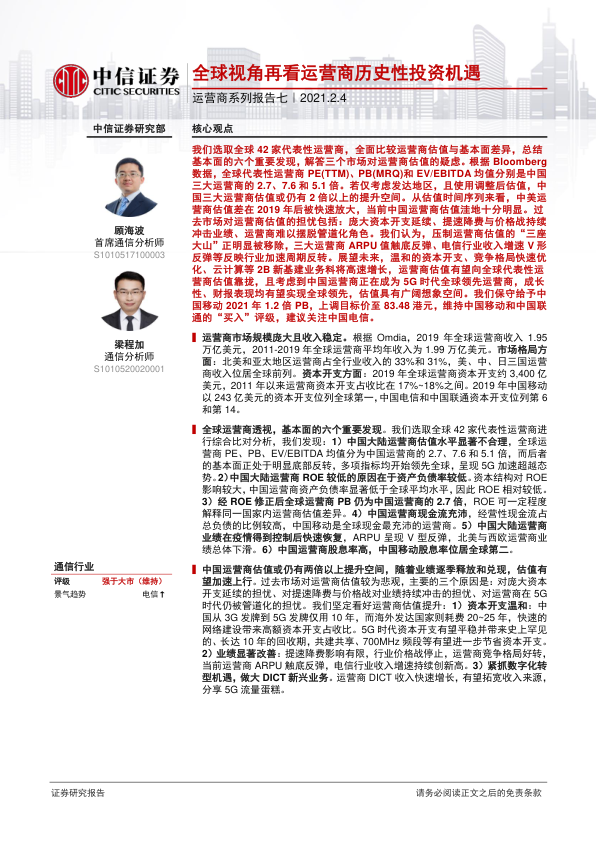 中信证券
CITIC SECURITIES
全球视角再看运营商历史性投资机遇
运营商系列报告七｜2021.2.4
中信证券研究部
核心观点
顾海波
首席通信分析师
S1010517100003
梁程加
通信分析师
S1010520020001
我们选取全球 42 家代表性运营商，全面比较运营商估值与基本面差异，总结
基本面的六个重要发现，解答三个市场对运营商估值的疑虑。根据 Bloomberg
数据，全球代表性运营商 PE(TTM)、PB(MRQ)和 EV/EBITDA 均值分别是中国
三大运营商的 2.7、7.6 和 5.1 倍。若仅考虑发达地区，且使用调整后估值，中
国三大运营商估值或仍有 2 倍以上的提升空间。从估值时间序列来看，中美运
营商估值差在 2019 年后被快速放大，当前中国运营商估值洼地十分明显。过
去市场对运营商估值的担忧包括：庞大资本开支延续、提速降费与价格战持续
冲击业绩、运营商难以摆脱管道化角色。我们认为，压制运营商估值的“三座
大山”正明显被移除，三大运营商 ARPU 值触底反弹、电信行业收入增速 V 形
反弹等反映行业加速周期反转。展望未来，温和的资本开支、竞争格局快速优
化、云计算等 2B 新基建业务料将高速增长，运营商估值有望向全球代表性运
营商估值靠拢，且考虑到中国运营商正在成为 5G 时代全球领先运营商，成长
性、财报表现均有望实现全球领先，估值具有广阔想象空间。我们保守给予中
国移动 2021 年 1.2 倍 PB，上调目标价至 83.48 港元，维持中国移动和中国联
通的“买入”评级，建议关注中国电信。
运营商市场规模庞大且收入稳定。根据 Omdia，2019 年全球运营商收入 1.95
万亿美元，2011-2019 年全球运营商平均年收入为 1.99 万亿美元。市场格局方
面：北美和亚太地区运营商占全行业收入的 33%和 31%，美、中、日三国运营
商收入位居全球前列。资本开支方面：2019 年全球运营商资本开支约 3,400 亿
美元，2011 年以来运营商资本开支占收比在 17%~18%之间。2019 年中国移动
以 243 亿美元的资本开支位列全球第一，中国电信和中国联通资本开支位列第 6
和第 14。
全球运营商透视，基本面的六个重要发现。我们选取全球 42 家代表性运营商进
行综合比对分析，我们发现：1）中国大陆运营商估值水平显著不合理，全球运
营商 PE、PB、EV/EBITDA 均值分为中国运营商的 2.7、7.6 和 5.1 倍，而后者
的基本面正处于明显底部反转，多项指标均开始领先全球，呈现 5G 加速超越态
势。2）中国大陆运营商 ROE 较低的原因在于资产负债率较低。资本结构对 ROE
影响较大，中国运营商资产负债率显著低于全球平均水平，因此 ROE 相对较低。
3）经 ROE 修正后全球运营商 PB 仍为中国运营商的 2.7 倍，ROE 可一定程度
解释同一国家内运营商估值差异。4）中国运营商现金流充沛，经营性现金流占
总负债的比例较高，中国移动是全球现金最充沛的运营商。5）中国大陆运营商
业绩在疫情得到控制后快速恢复，ARPU 呈现 V 型反弹，北美与西欧运营商业
绩总体下滑。6）中国运营商股息率高，中国移动股息率位居全球第二。
通信行业
评级 强于大市（维持）
景气趋势 电信↑
中国运营商估值或仍有两倍以上提升空间，随着业绩逐季释放和兑现，估值有
望加速上行。过去市场对运营商估值较为悲观，主要的三个原因是：对庞大资本
开支延续的担忧、对提速降费与价格战对业绩持续冲击的担忧、对运营商在 5G
时代仍被管道化的担忧。我们坚定看好运营商估值提升：1）资本开支温和：中
国从 3G 发牌到 5G 发牌仅用 10 年，而海外发达国家则耗费 20~25 年，快速的
网络建设带来高额资本开支占收比。5G 时代资本开支有望平稳并带来史上罕见
的、长达 10 年的回收期，共建共享、700MHz 频段等有望进一步节省资本开支。
2）业绩显著改善：提速降费影响有限，行业价格战停止，运营商竞争格局好转，
当前运营商 ARPU 触底反弹，电信行业收入增速持续创新高。3）紧抓数字化转
型机遇，做大 DICT 新兴业务。运营商 DICT 收入快速增长，有望拓宽收入来源，
分享 5G 流量蛋糕。
证券研究报告
请务必阅读正文之后的免责条款